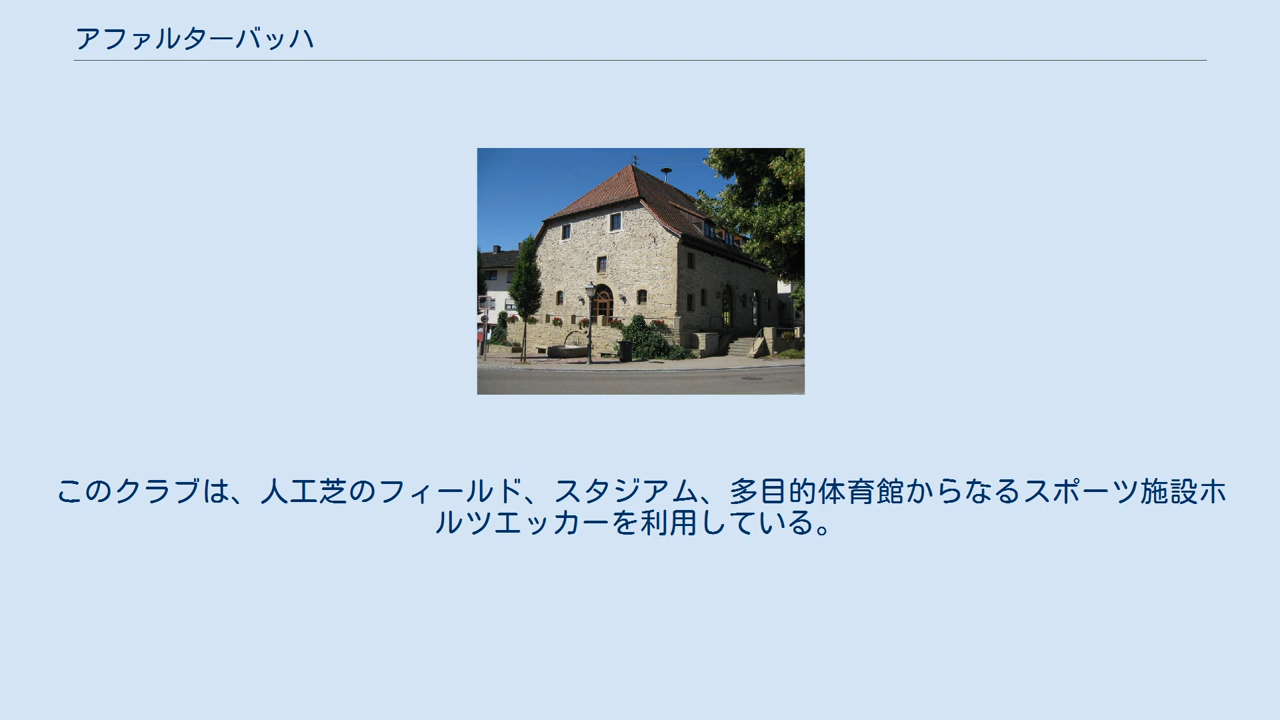 アファルターバッハ
このクラブは、人工芝のフィールド、スタジアム、多目的体育館からなるスポーツ施設ホ
ルツエッカーを利用している。